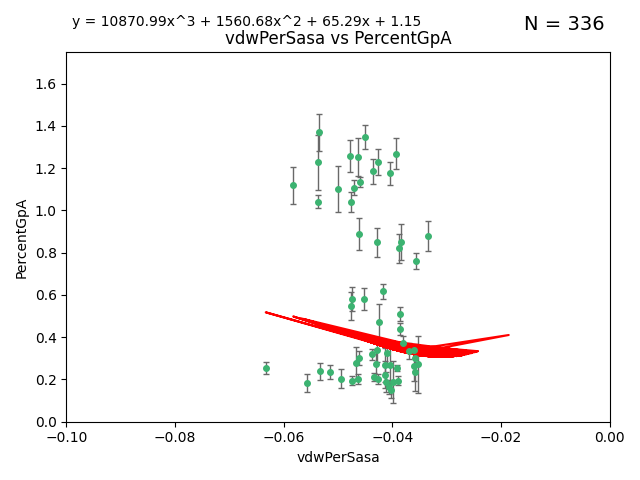 y = 10870.99x^3 + 1560.68x^2 + 65.29x + 1.15
N = 336
vdwPerSasa vs PercentGpA
PercentGpA
1.6
1.4
1.2
1.0
0.8
0.6
0.4
0.2
0.0
−0.10 −0.08 −0.06 −0.04 −0.02 0.00
vdwPerSasa